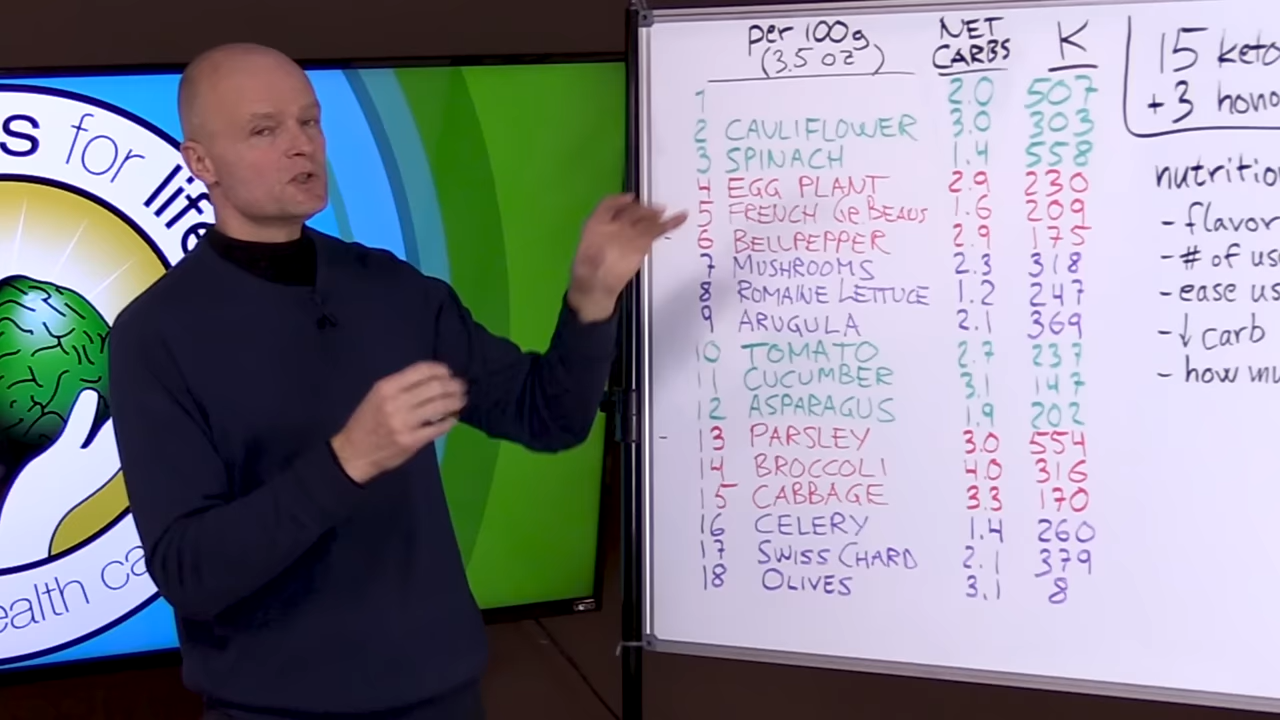 s for life
ealth ca
VIZIO
per 100g
(3.5 oz)
NET
CARBS
K
1 2.0 507
2 CAULIFLOWER 3.0 303
3 SPINACH 1.4 558
4 EGG PLANT 2.9 230
5 FRENCH Gr BEANS 1.6 209
6 BELLPEPPER 2.9 175
7 MUSHROOMS 2.3 318
8 ROMAINE LETTUCE 1.2 247
9 ARUGULA 2.1 369
10 TOMATO 2.7 237
11 CUCUMBER 3.1 147
12 ASPARAGUS 1.9 202
13 PARSLEY 3.0 554
14 BROCCOLI 4.0 316
15 CABBAGE 3.3 170
16 CELERY 1.4 260
17 SWISS CHARD 2.1 379
18 OLIVES 3.1 8
15 keto
+3 hono
nutritio
- flavor
- # of us
- ease us
- ↓ carb
- how mu